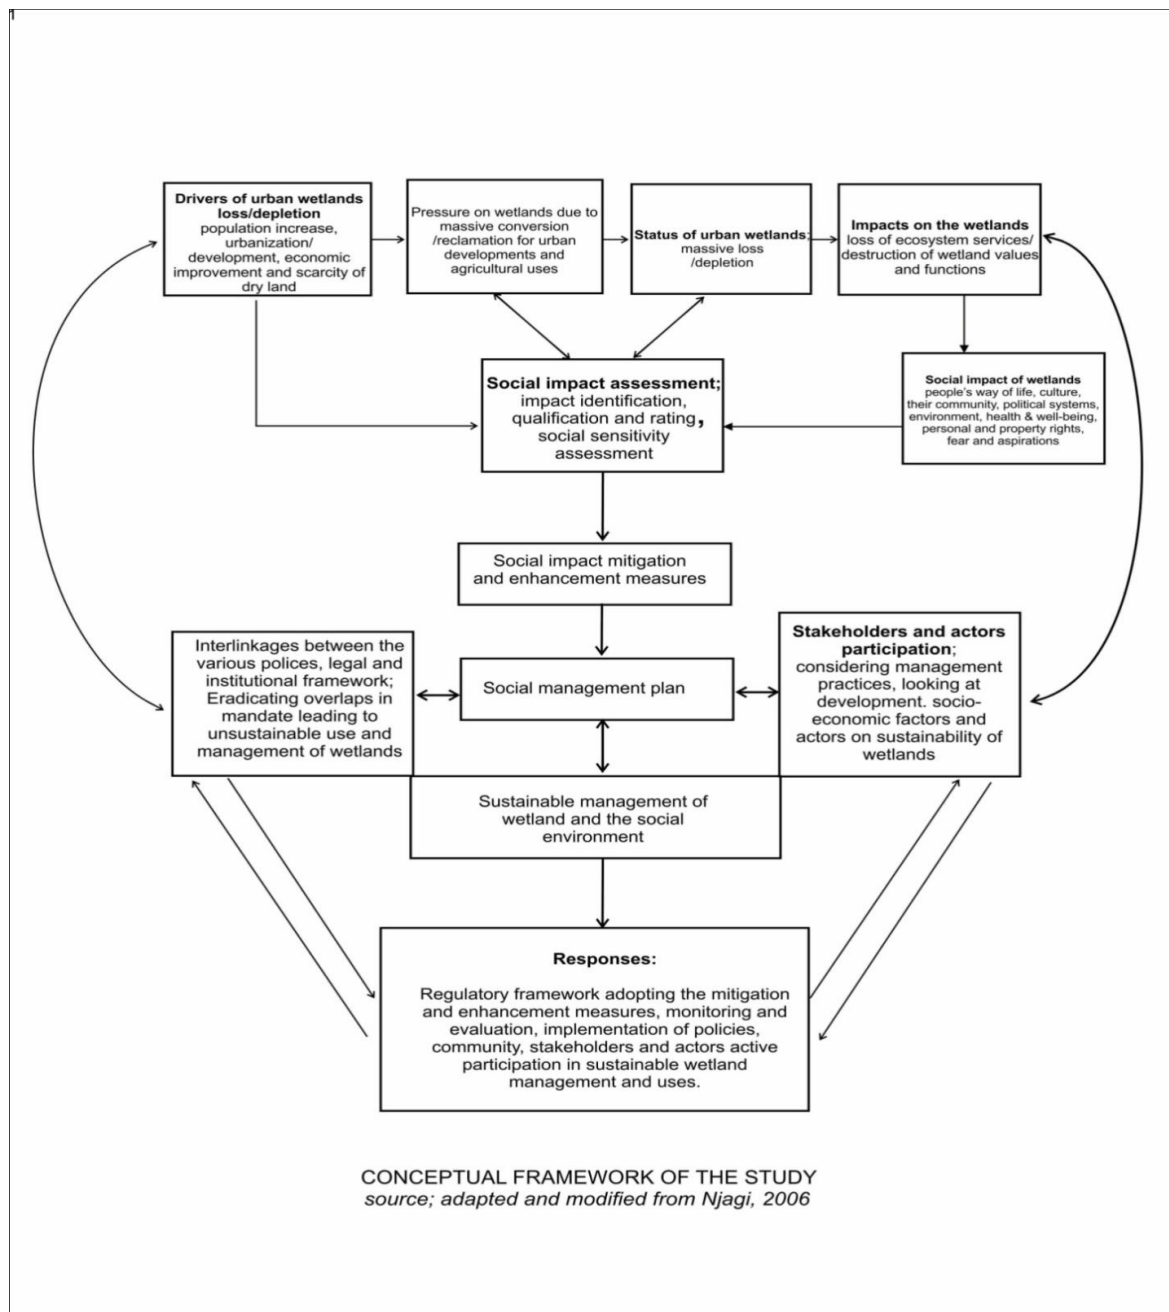 1
Drivers of urban wetlands
loss/depletion
population increase,
urbanization/
development, economic
improvement and scarcity of
dry land
Pressure on wetlands due to
massive conversion
/reclamation for urban
developments and
agricultural uses
Status of urban wetlands;
massive loss
/depletion
Impacts on the wetlands
loss of ecosystem services/
destruction of wetland values
and functions
Social impact assessment;
impact identification,
qualification and rating,
social sensitivity
assessment
Social impact of wetlands
people's way of life, culture,
their community, political systems,
environment, health & well-being,
personal and property rights,
fear and aspirations
Social impact mitigation
and enhancement measures
Interlinkages between the
various polices, legal and
institutional framework;
Eradicating overlaps in
mandate leading to
unsustainable use and
management of wetlands
Social management plan
Stakeholders and actors
participation;
considering management
practices, looking at
development. socio-
economic factors and
actors on sustainability of
wetlands
Sustainable management of
wetland and the social
environment
Responses:
Regulatory framework adopting the mitigation
and enhancement measures, monitoring and
evaluation, implementation of policies,
community, stakeholders and actors active
participation in sustainable wetland
management and uses.
CONCEPTUAL FRAMEWORK OF THE STUDY
source; adapted and modified from Njagi, 2006